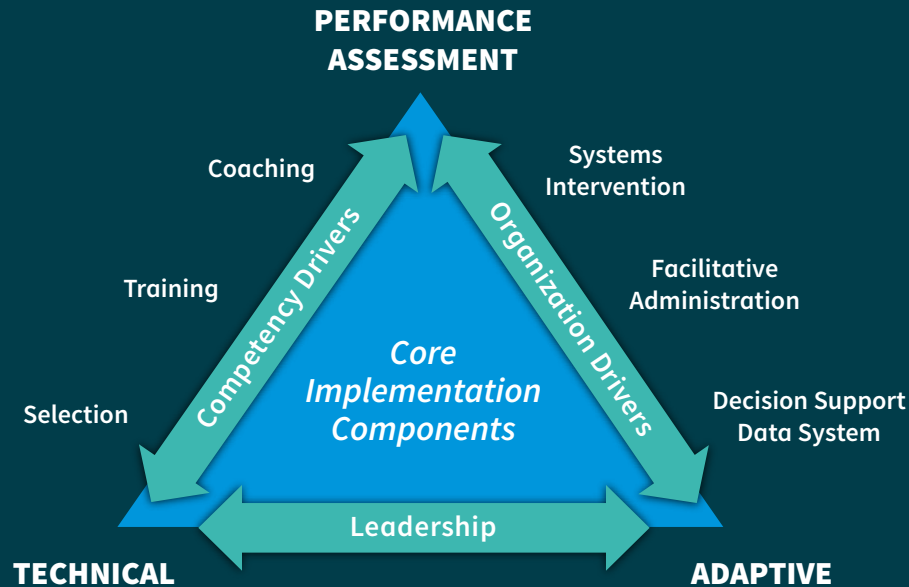 PERFORMANCE
ASSESSMENT
Coaching
Training
Selection
Competency Drivers
Systems
Intervention
Facilitative
Administration
Decision Support
Data System
Organization Drivers
Core
Implementation
Components
Leadership
TECHNICAL
ADAPTIVE